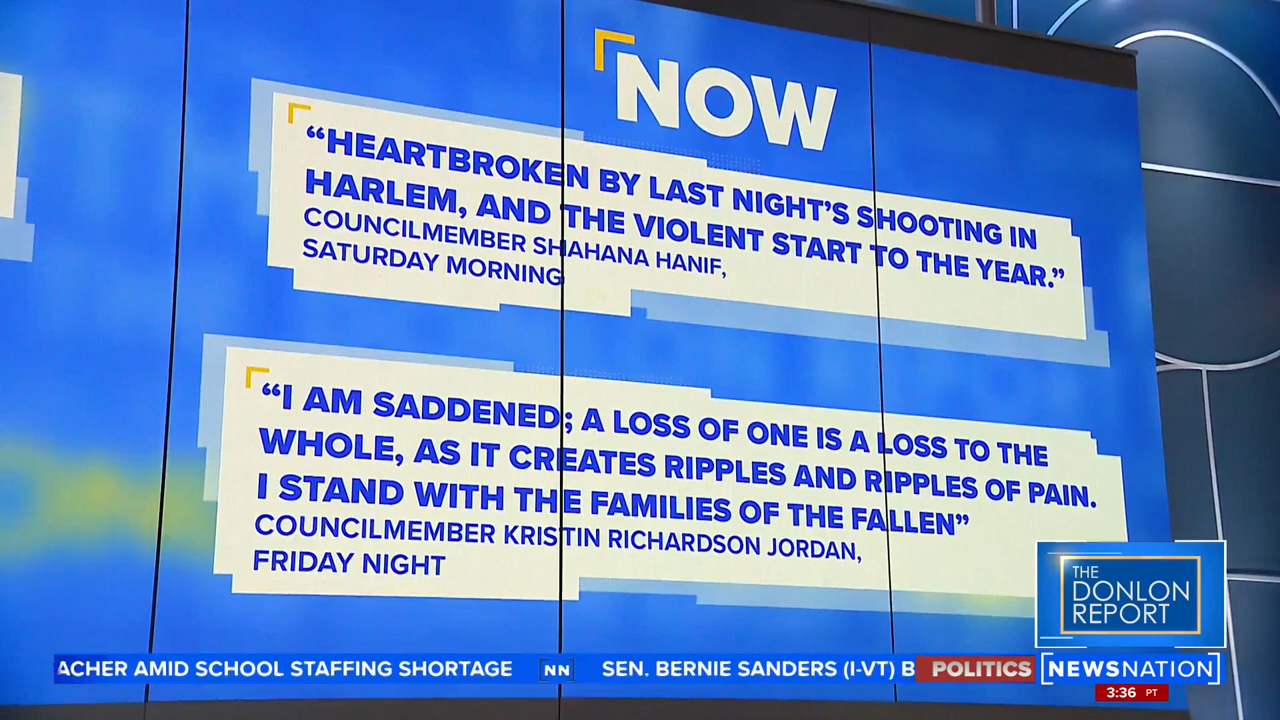 NOW
“HEARTBROKEN BY LAST NIGHT’S SHOOTING IN
HARLEM, AND THE VIOLENT START TO THE YEAR.”
COUNCILMEMBER SHAHANA HANIF,
SATURDAY MORNING
“I AM SADDENED; A LOSS OF ONE IS A LOSS TO THE
WHOLE, AS IT CREATES RIPPLES AND RIPPLES OF PAIN.
I STAND WITH THE FAMILIES OF THE FALLEN”
COUNCILMEMBER KRISTIN RICHARDSON JORDAN,
FRIDAY NIGHT
THE
DONLON
REPORT
ACHER AMID SCHOOL STAFFING SHORTAGE NN SEN. BERNIE SANDERS (I-VT) B POLITICS NEWSNATION
3:36 PT